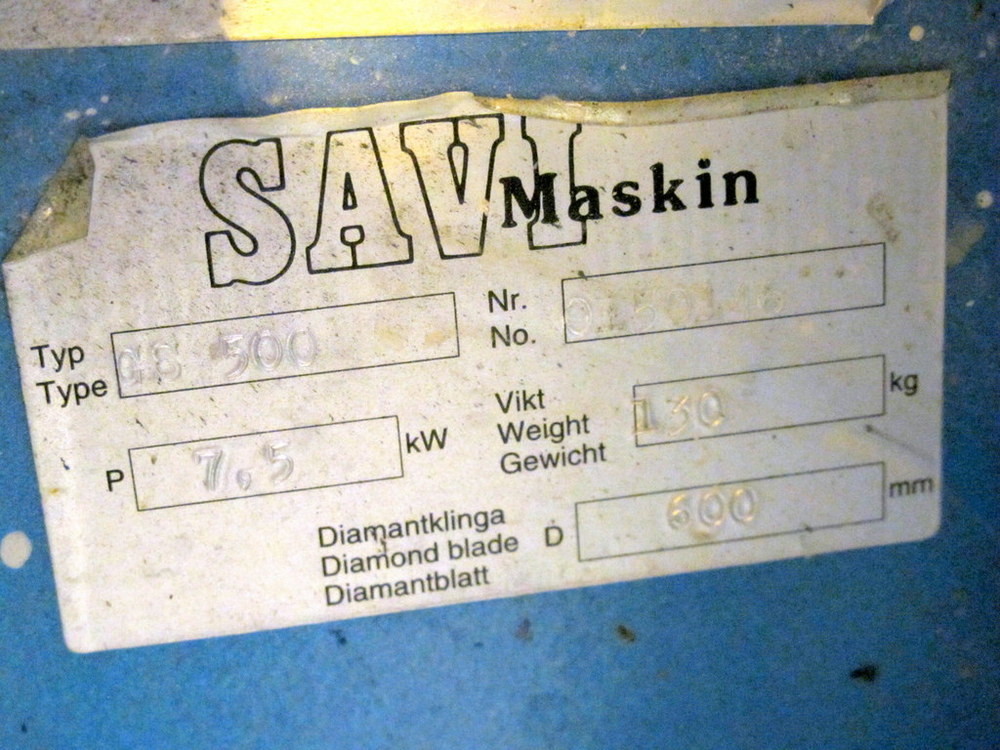 SAVI Maskin
Typ
Type
500
Nr.
No.
P 7,5 kW
Vikt
Weight 130 kg
Gewicht
Diamantklinga
Diamond blade D 600 mm
Diamantblatt